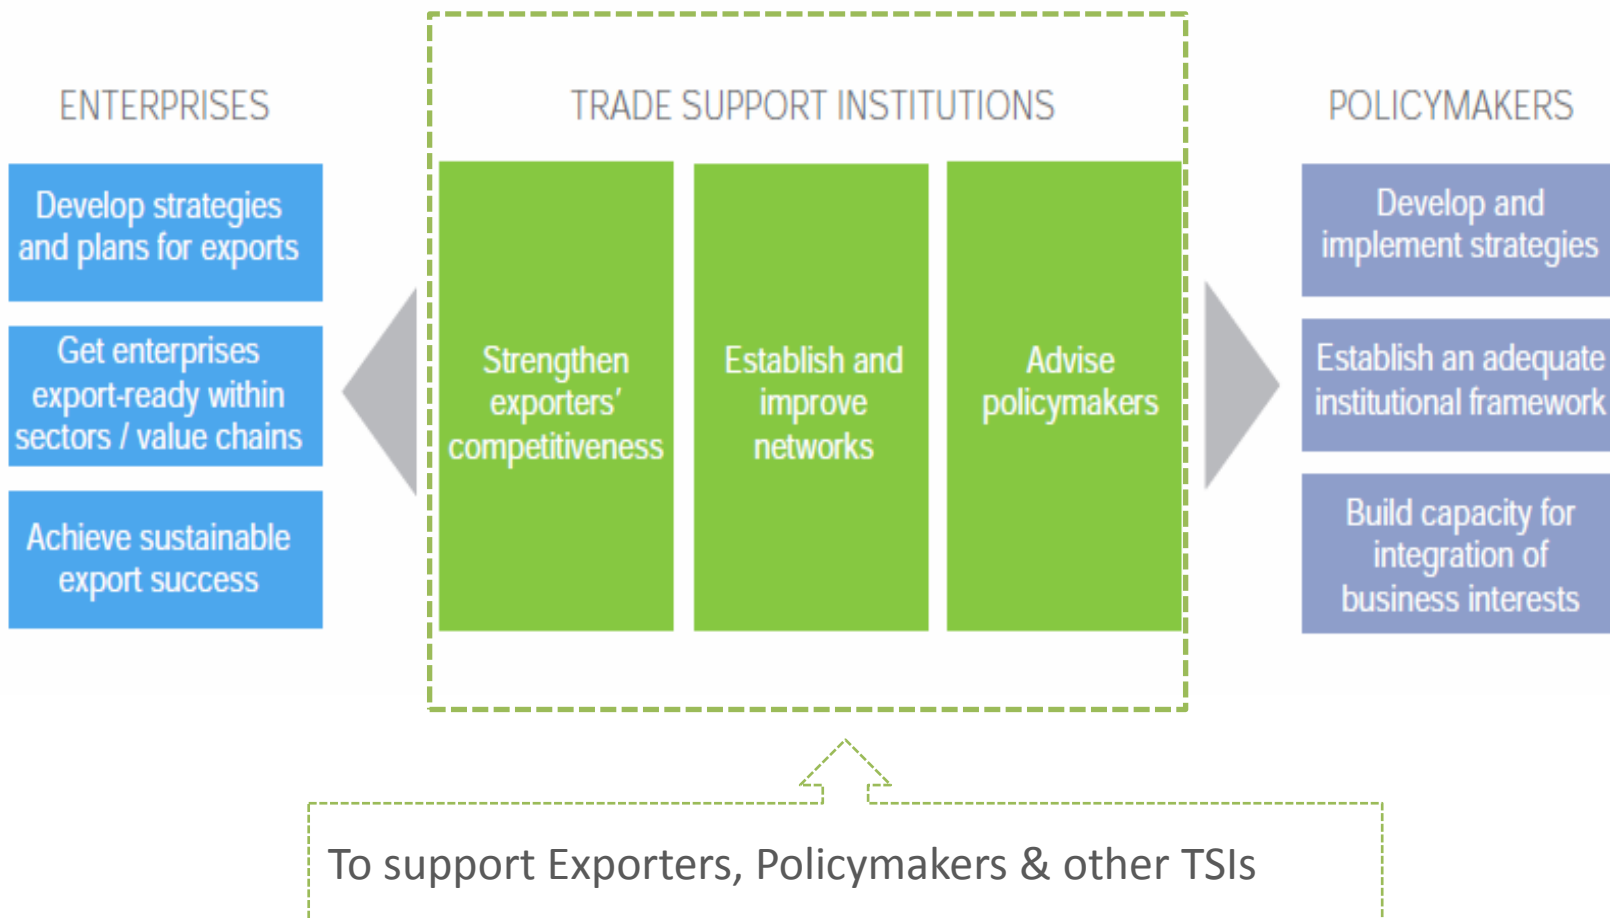 ENTERPRISES
Develop strategies
and plans for exports
Get enterprises
export-ready within
sectors / value chains
Achieve sustainable
export success
TRADE SUPPORT INSTITUTIONS
Strengthen
exporters’
competitiveness
Establish and
improve
networks
Advise
policymakers
POLICYMAKERS
Develop and
implement strategies
Establish an adequate
institutional framework
Build capacity for
integration of
business interests
To support Exporters, Policymakers & other TSIs